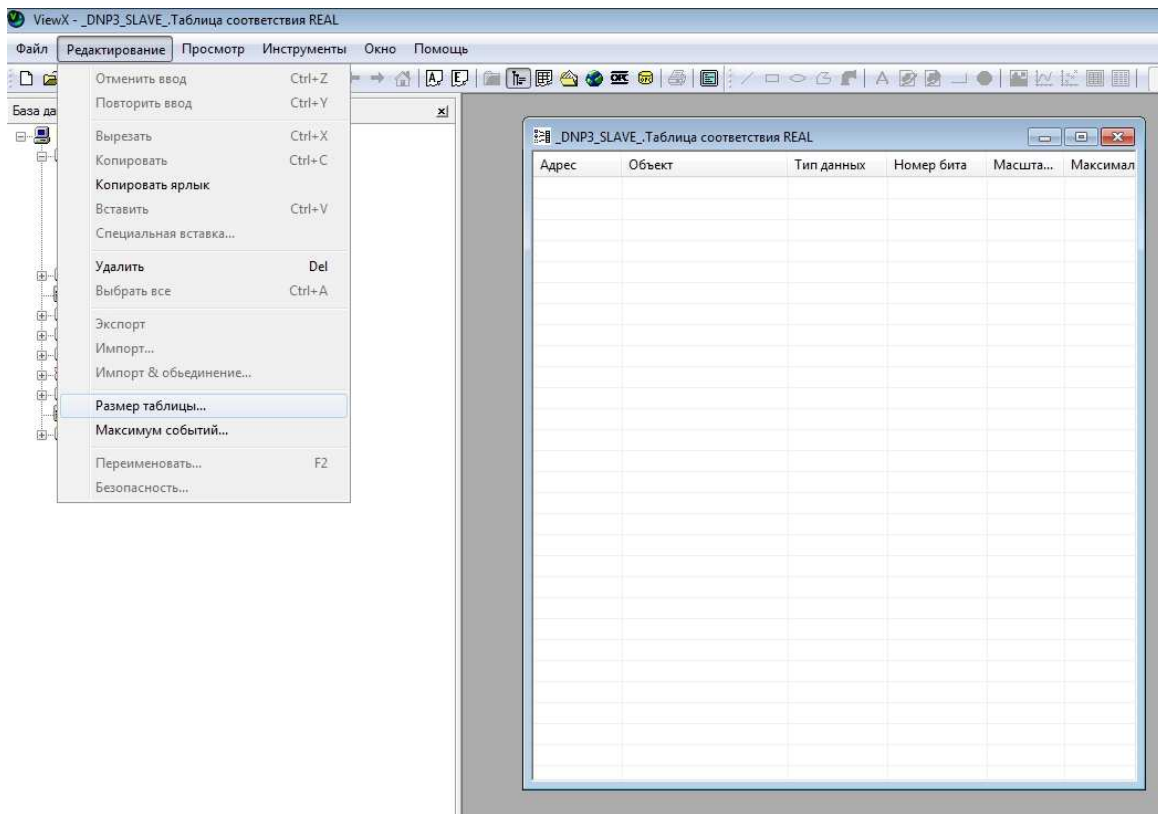 ViewX - _DNP3_SLAVE_.Таблица соответствия REAL
Файл Редактирование Просмотр Инструменты Окно Помощь
База да
Отменить ввод Ctrl+Z
Повторить ввод Ctrl+Y
Вырезать Ctrl+X
Копировать Ctrl+C
Копировать ярлык
Вставить Ctrl+V
Специальная вставка...
Удалить Del
Выбрать все Ctrl+A
Экспорт
Импорт...
Импорт & обьединение...
Размер таблицы...
Максимум событий...
Переименовать... F2
Безопасность...
_DNP3_SLAVE_.Таблица соответствия REAL
Адрес Объект Тип данных Номер бита Масшта... Максимал